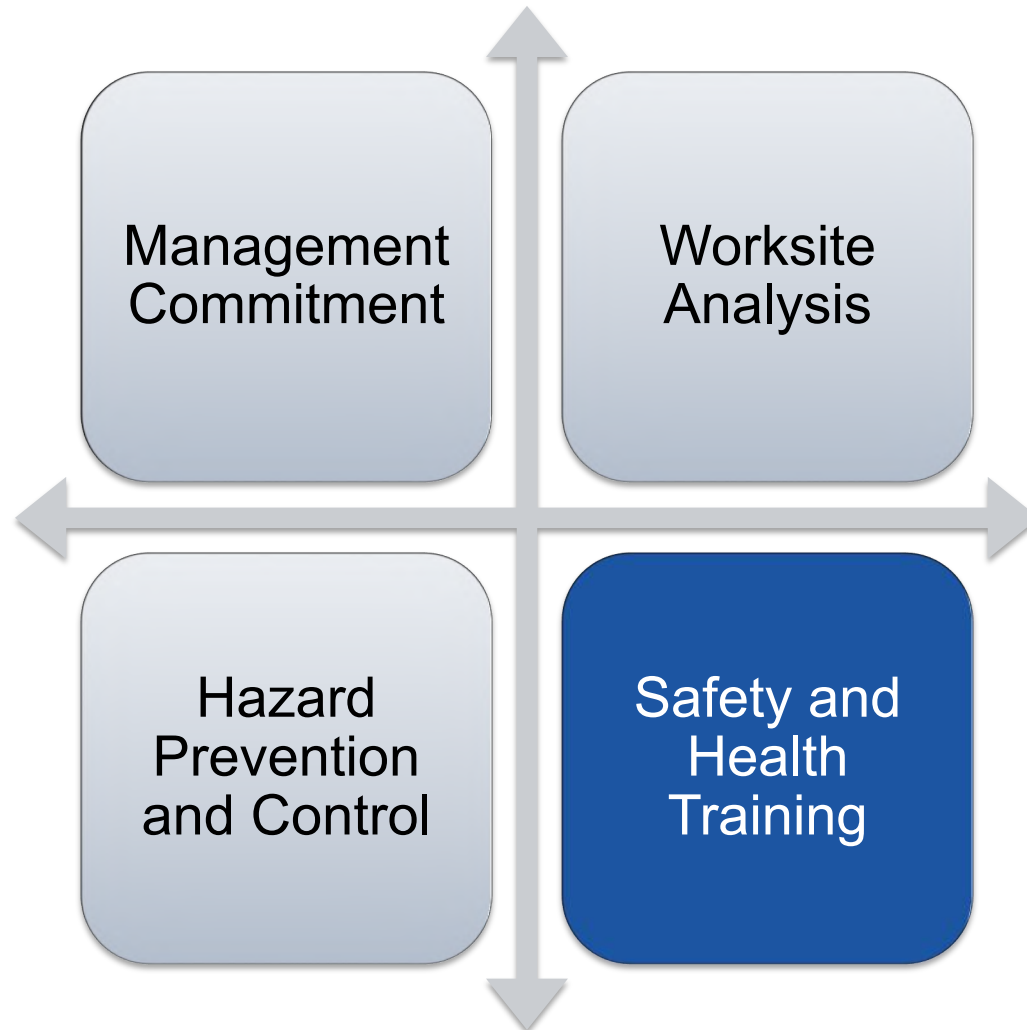 Management
Commitment
Worksite
Analysis
Hazard
Prevention
and Control
Safety and
Health
Training